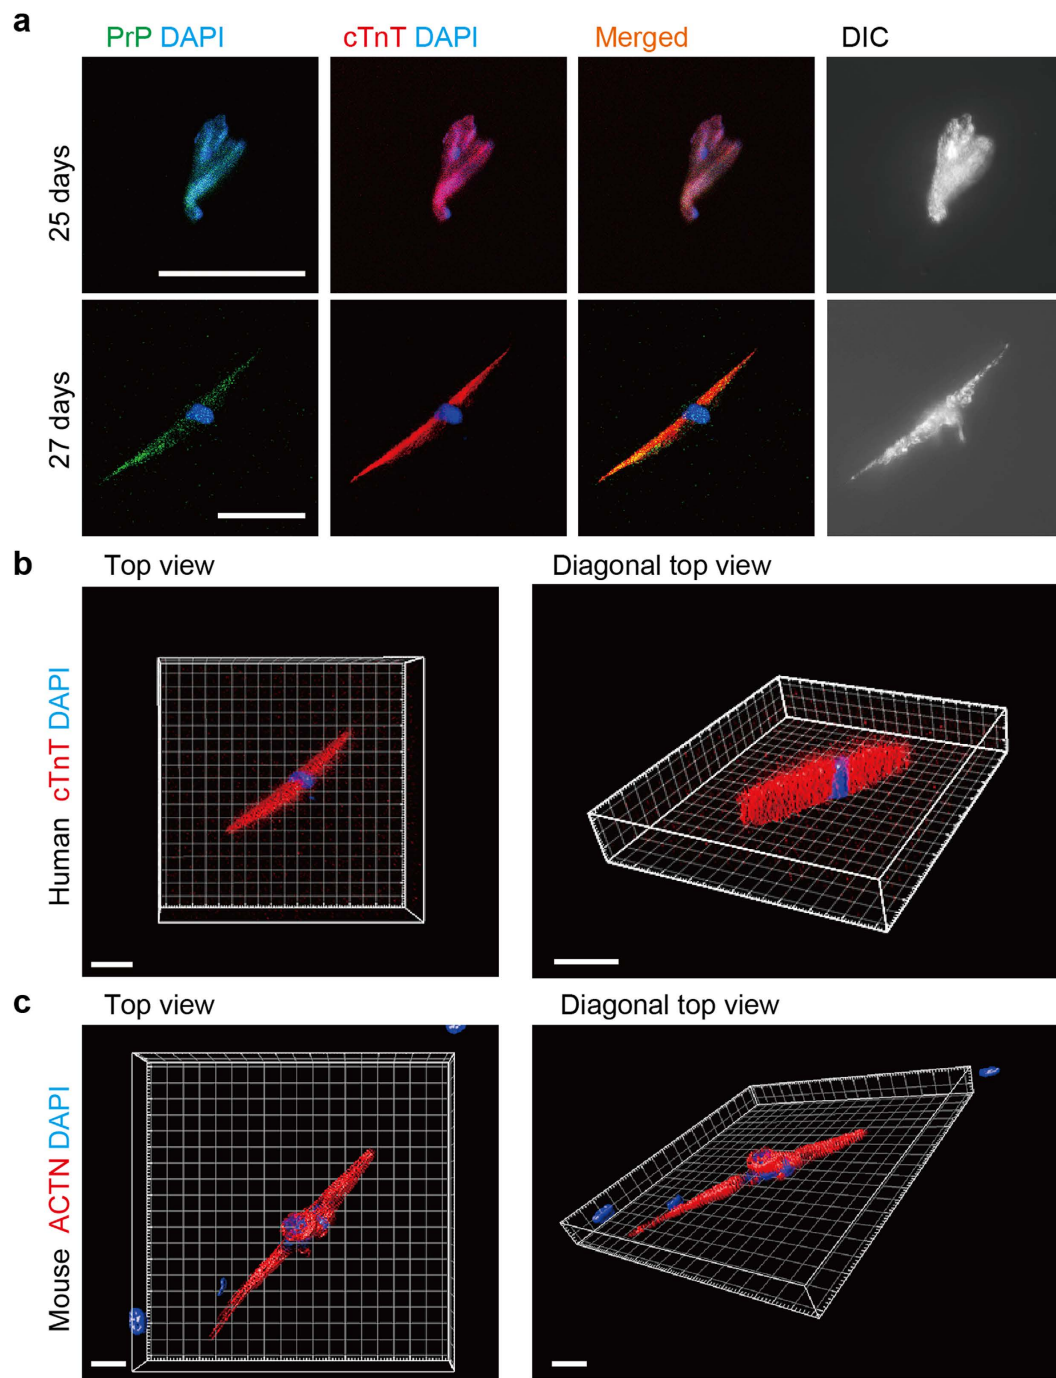 a
PrP DAPI
cTnT DAPI
Merged
DIC
25 days
27 days
b
Top view
Diagonal top view
Human cTnT DAPI
c
Top view
Diagonal top view
Mouse ACTN DAPI